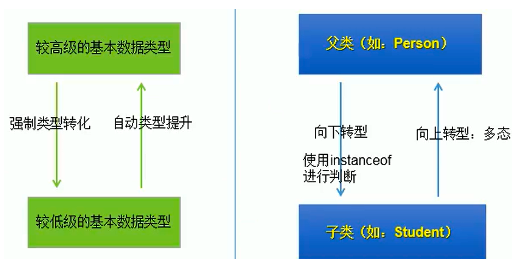 较高级的基本数据类型
强制类型转化
自动类型提升
较低级的基本数据类型
父类（如：Person）
向下转型
使用instanceof
进行判断
向上转型：多态
子类（如：Student）